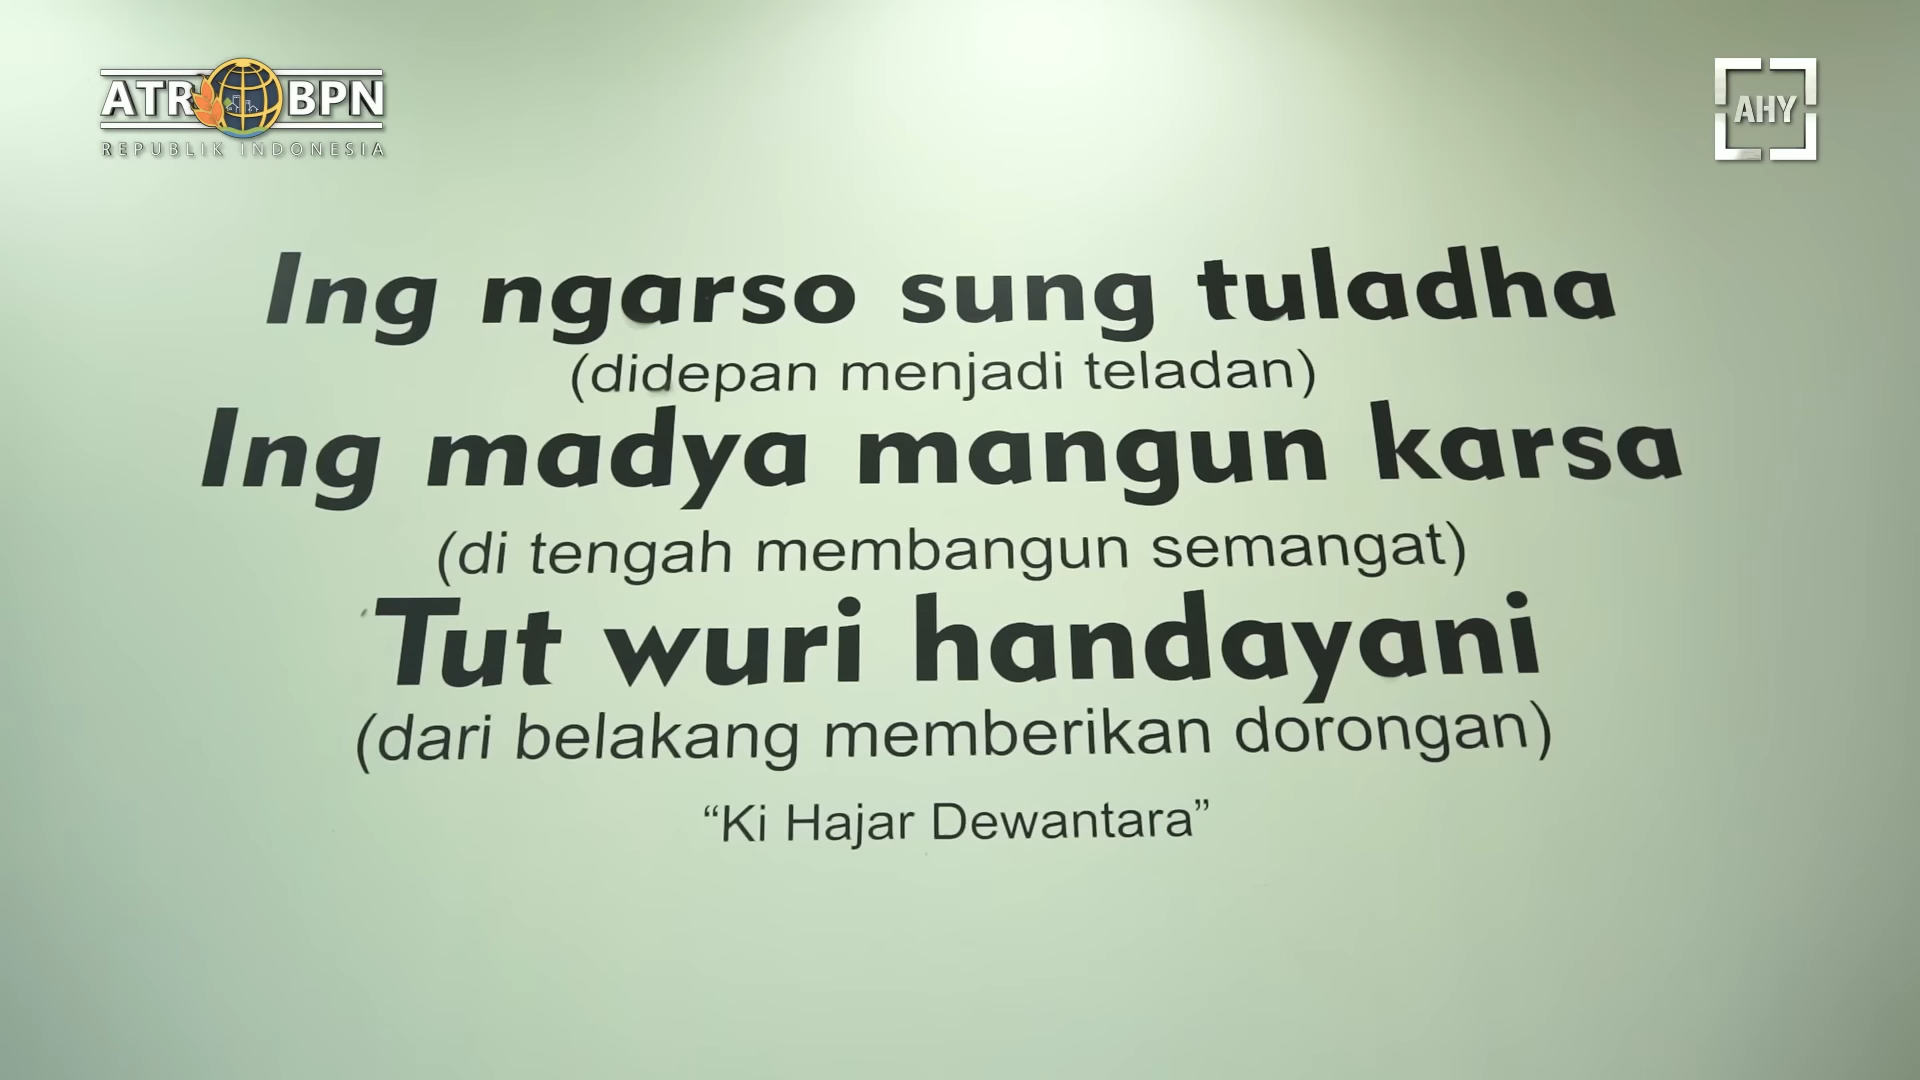 ATR BPN
REPUBLIK INDONESIA
AHY
Ing ngarso sung tuladha
(didepan menjadi teladan)
Ing madya mangun karsa
(di tengah membangun semangat)
Tut wuri handayani
(dari belakang memberikan dorongan)
“Ki Hajar Dewantara”